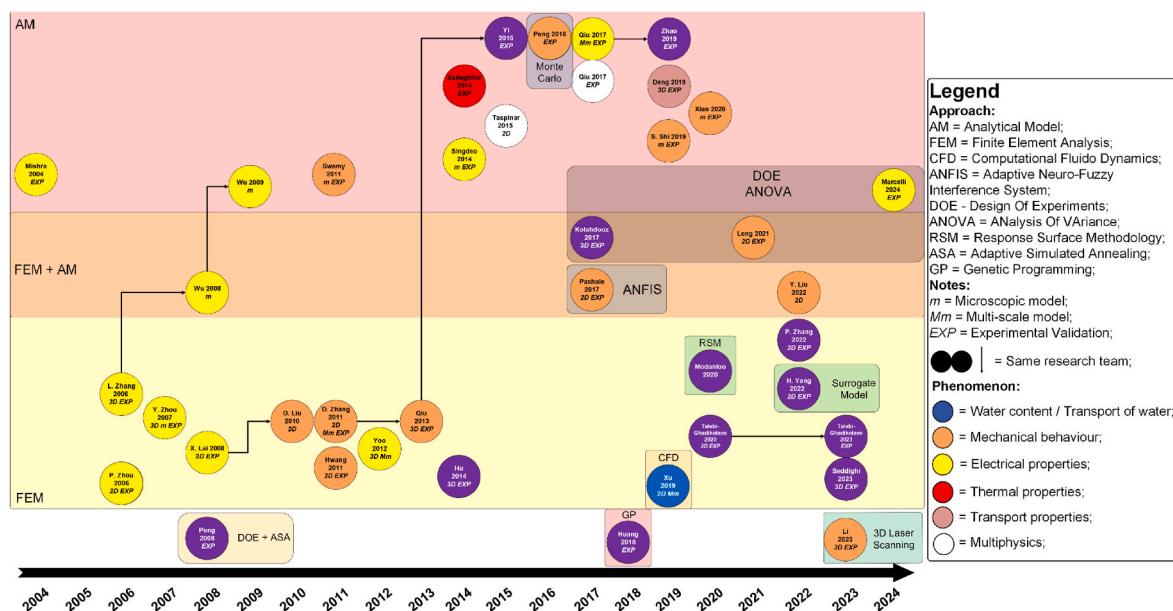 AM
Yi
2015
EXP
Peng 2016
EXP
Monte
Carlo
Qiu 2017
Mm EXP
Zhao
2019
EXP
Sadeghifar
2014
EXP
Qiu 2017
EXP
Deng 2019
3D EXP
Taspinar
2015
2D
Xiao 2020
m EXP
Singdeo
2014
m EXP
S. Shi 2019
m EXP
Mishra
2004
EXP
Wu 2009
m
Swamy
2011
m EXP
DOE
ANOVA
Marcelli
2024
EXP
FEM + AM
Kolahdooz
2017
3D EXP
Leng 2021
2D EXP
Wu 2008
m
Pashaie
2017
2D EXP
ANFIS
Y. Liu
2022
2D
P. Zhang
2022
2D EXP
RSM
Modanloo
2020
H. Yang
2022
2D EXP
Surrogate
Model
L. Zhang
2006
3D EXP
Y. Zhou
2007
3D m EXP
D. Liu
2010
2D
D. Zhang
2011
2D
Mm EXP
Qiu
2013
3D EXP
X. Lai 2008
2D EXP
Yoo
2012
3D Mm
Talebi-
Ghadikolaee
2020
2D EXP
Talebi-
Ghadikolaee
2023
EXP
P. Zhou
2006
2D EXP
Hwang
2011
2D EXP
Hu
2014
3D EXP
CFD
Xu
2019
2D Mm
Seddighi
2023
3D EXP
FEM
Peng
2008
EXP
DOE + ASA
GP
Huang
2018
EXP
Li
2023
3D EXP
3D Laser
Scanning
2004 2005 2006 2007 2008 2009 2010 2011 2012 2013 2014 2015 2016 2017 2018 2019 2020 2021 2022 2023 2024
Legend
Approach:
AM = Analytical Model;
FEM = Finite Element Analysis;
CFD = Computational Fluido Dynamics;
ANFIS = Adaptive Neuro-Fuzzy
Interference System;
DOE - Design Of Experiments;
ANOVA = ANalysis Of VAriance;
RSM = Response Surface Methodology;
ASA = Adaptive Simulated Annealing;
GP = Genetic Programming;
Notes:
m = Microscopic model;
Mm = Multi-scale model;
EXP = Experimental Validation;
= Same research team;
Phenomenon:
= Water content / Transport of water;
= Mechanical behaviour;
= Electrical properties;
= Thermal properties;
= Transport properties;
= Multiphysics;